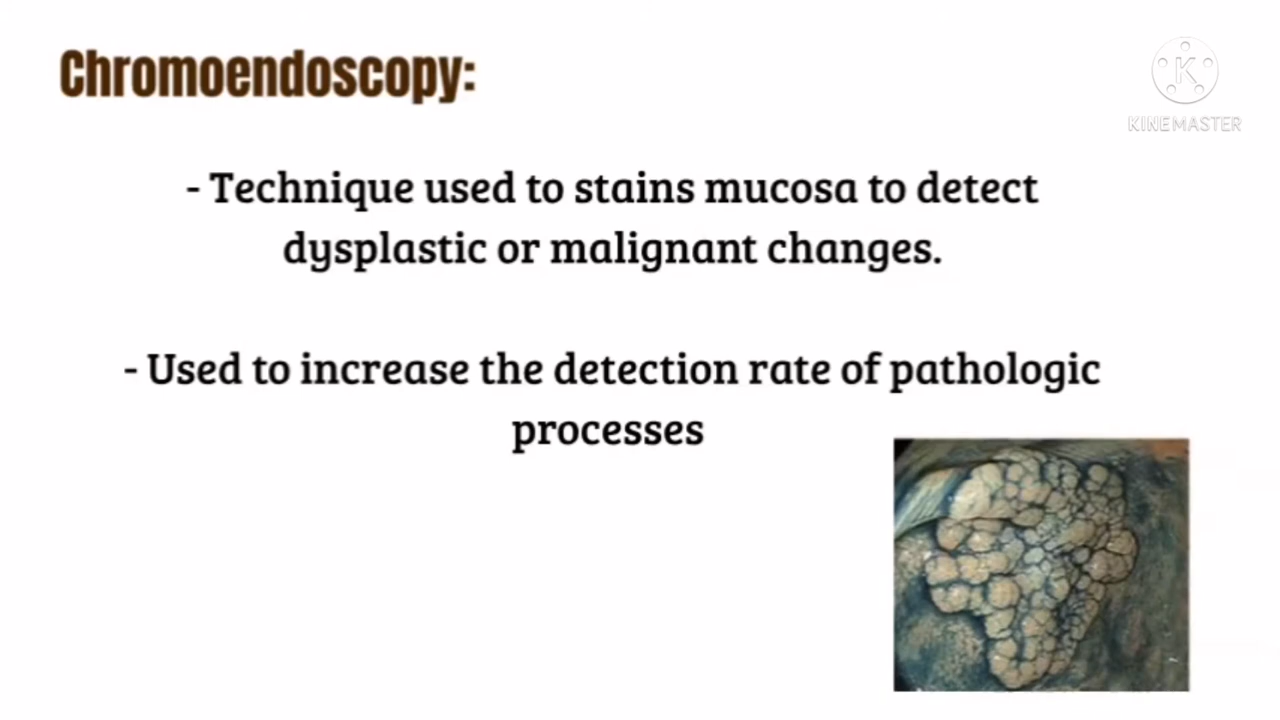 Chromoendoscopy:
K
KINEMASTER
- Technique used to stains mucosa to detect
dysplastic or malignant changes.
- Used to increase the detection rate of pathologic
processes